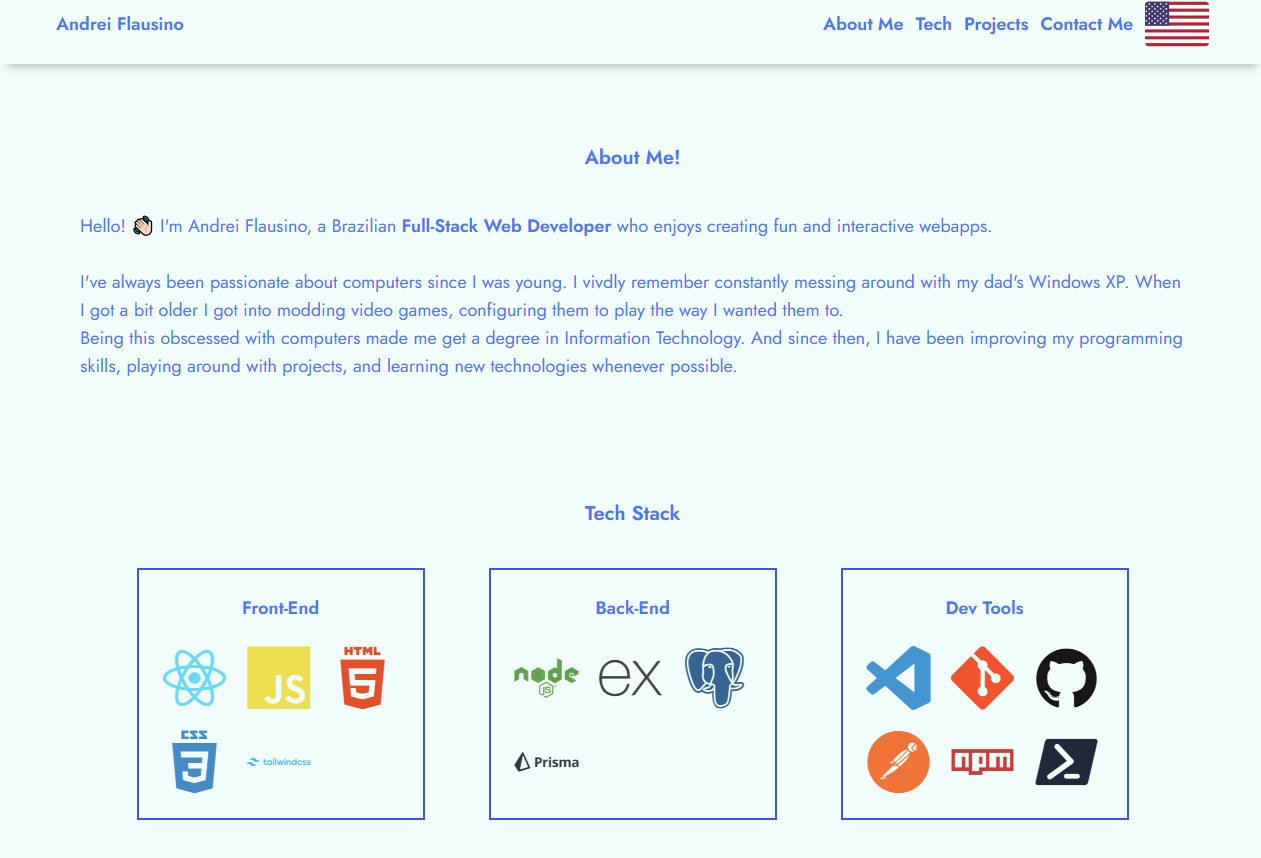 Andrei Flausino
About Me Tech Projects Contact Me
About Me!
Hello! 👋🏻 I'm Andrei Flausino, a Brazilian Full-Stack Web Developer who enjoys creating fun and interactive webapps.
I've always been passionate about computers since I was young. I vivdly remember constantly messing around with my dad's Windows XP. When
I got a bit older I got into modding video games, configuring them to play the way I wanted them to.
Being this obscessed with computers made me get a degree in Information Technology. And since then, I have been improving my programming
skills, playing around with projects, and learning new technologies whenever possible.
Tech Stack
Front-End
JS
HTML
5
CSS
3
tailwindcss
Back-End
node
JS
ex
Prisma
Dev Tools
npm